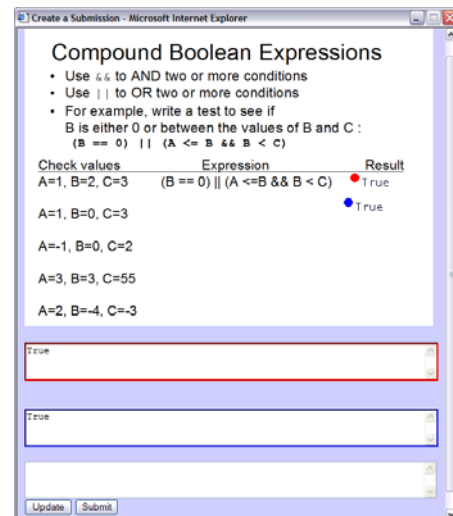 Create a Submission - Microsoft Internet Explorer
Compound Boolean Expressions
• Use && to AND two or more conditions
• Use || to OR two or more conditions
• For example, write a test to see if
B is either 0 or between the values of B and C :
(B == 0) || (A <= B && B < C)
Check values Expression Result
A=1, B=2, C=3 (B == 0) || (A <=B && B < C) True
A=1, B=0, C=3 True
A=-1, B=0, C=2
A=3, B=3, C=55
A=2, B=-4, C=-3
True
True
Update Submit